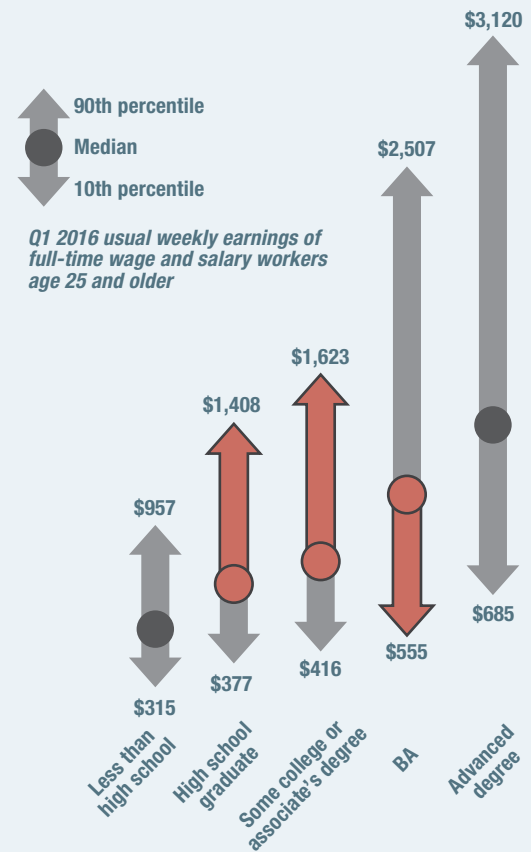 $3,120
90th percentile
Median
10th percentile
$2,507
Q1 2016 usual weekly earnings of
full-time wage and salary workers
age 25 and older
$1,623
$1,408
$957
$685
$555
$416
$377
$315
Less than
high school
High school
graduate
Some college or
associate's degree
BA
Advanced
degree